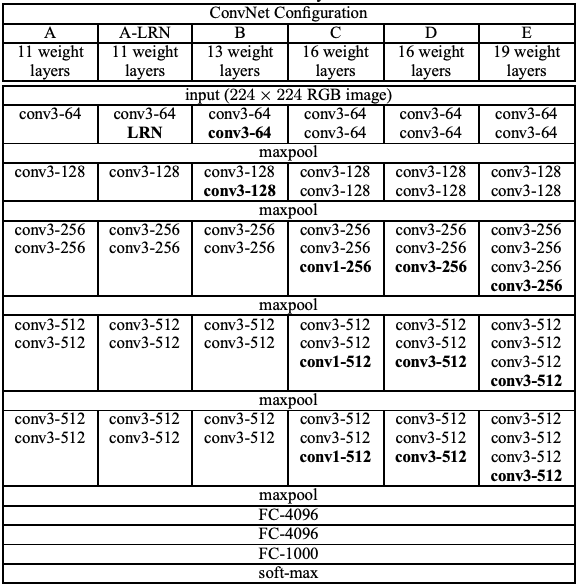 ConvNet Configuration
A A-LRN B C D E
11 weight 11 weight 13 weight 16 weight 16 weight 19 weight
layers layers layers layers layers layers
input (224 × 224 RGB image)
conv3-64 conv3-64 conv3-64 conv3-64 conv3-64 conv3-64
LRN conv3-64 conv3-64 conv3-64 conv3-64
maxpool
conv3-128 conv3-128 conv3-128 conv3-128 conv3-128 conv3-128
conv3-128 conv3-128 conv3-128 conv3-128
maxpool
conv3-256 conv3-256 conv3-256 conv3-256 conv3-256 conv3-256
conv3-256 conv3-256 conv3-256 conv3-256 conv3-256 conv3-256
conv1-256 conv3-256 conv3-256
conv3-256
maxpool
conv3-512 conv3-512 conv3-512 conv3-512 conv3-512 conv3-512
conv3-512 conv3-512 conv3-512 conv3-512 conv3-512 conv3-512
conv1-512 conv3-512 conv3-512
conv3-512
maxpool
conv3-512 conv3-512 conv3-512 conv3-512 conv3-512 conv3-512
conv3-512 conv3-512 conv3-512 conv3-512 conv3-512 conv3-512
conv1-512 conv3-512 conv3-512
conv3-512
maxpool
FC-4096
FC-4096
FC-1000
soft-max